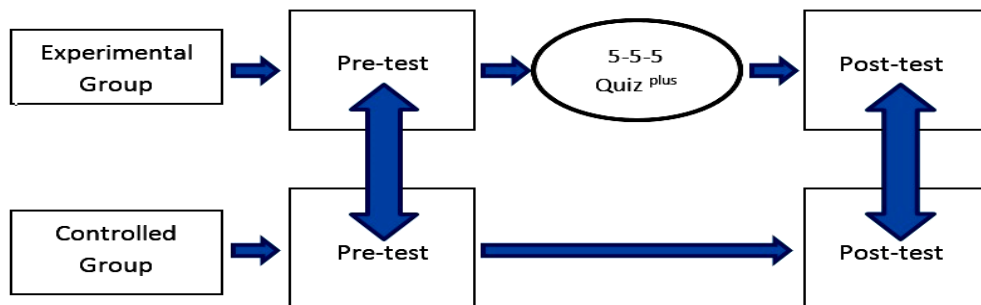 Experimental
Group
Pre-test
5-5-5
Quiz plus
Post-test
Controlled
Group
Pre-test
Post-test